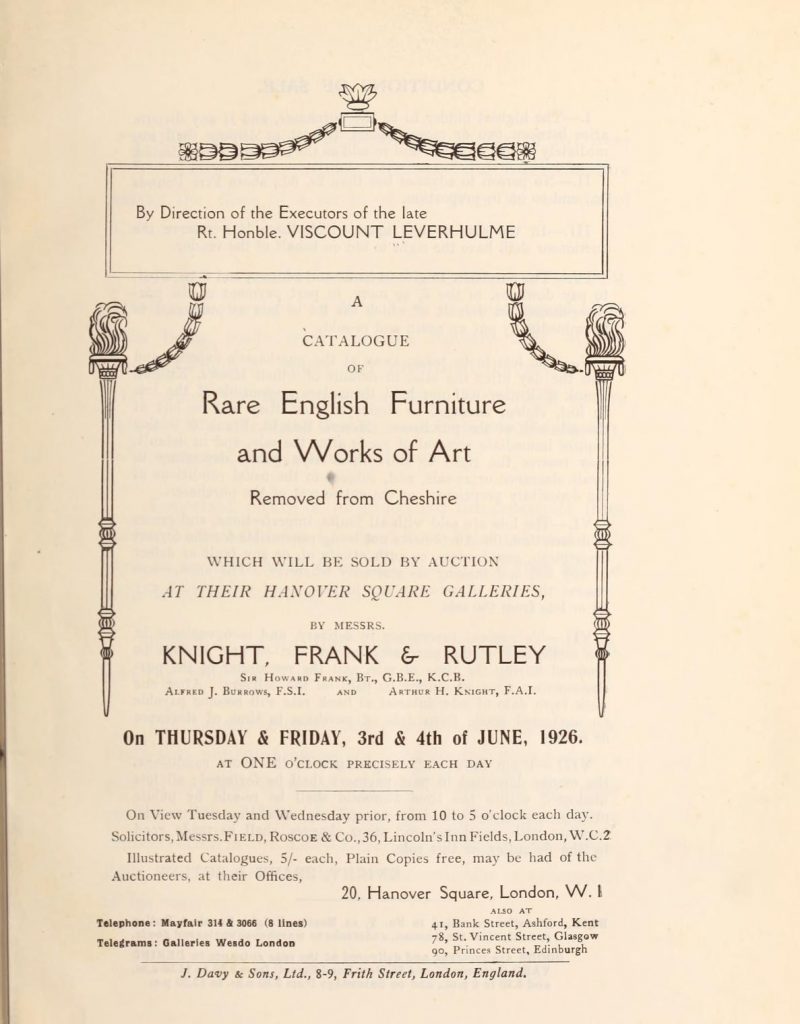 By Direction of the Executors of the late
Rt. Honble. VISCOUNT LEVERHULME
A
CATALOGUE
OF
Rare English Furniture
and Works of Art
Removed from Cheshire
WHICH WILL BE SOLD BY AUCTION
AT THEIR HANOVER SQUARE GALLERIES,
BY MESSRS.
KNIGHT, FRANK & RUTLEY
SIR HOWARD FRANK, BT., G.B.E., K.C.B.
ALFRED J. BURROWS, F.S.I. AND ARTHUR H. KNIGHT, F.A.I.
On THURSDAY & FRIDAY, 3rd & 4th of JUNE, 1926.
AT ONE O'CLOCK PRECISELY EACH DAY
On View Tuesday and Wednesday prior, from 10 to 5 o'clock each day.
Solicitors, Messrs. FIELD, ROSCOE & CO., 36, Lincoln's Inn Fields, London, W.C.2
Illustrated Catalogues, 5/- each, Plain Copies free, may be had of the
Auctioneers, at their Offices,
20, Hanover Square, London, W. 1
ALSO AT
Telephone: Mayfair 314 & 3066 (8 lines)
41, Bank Street, Ashford, Kent
78, St. Vincent Street, Glasgow
Telegrams: Galleries Wesdo London
90, Princes Street, Edinburgh
J. Davy & Sons, Ltd., 8-9, Frith Street, London, England.